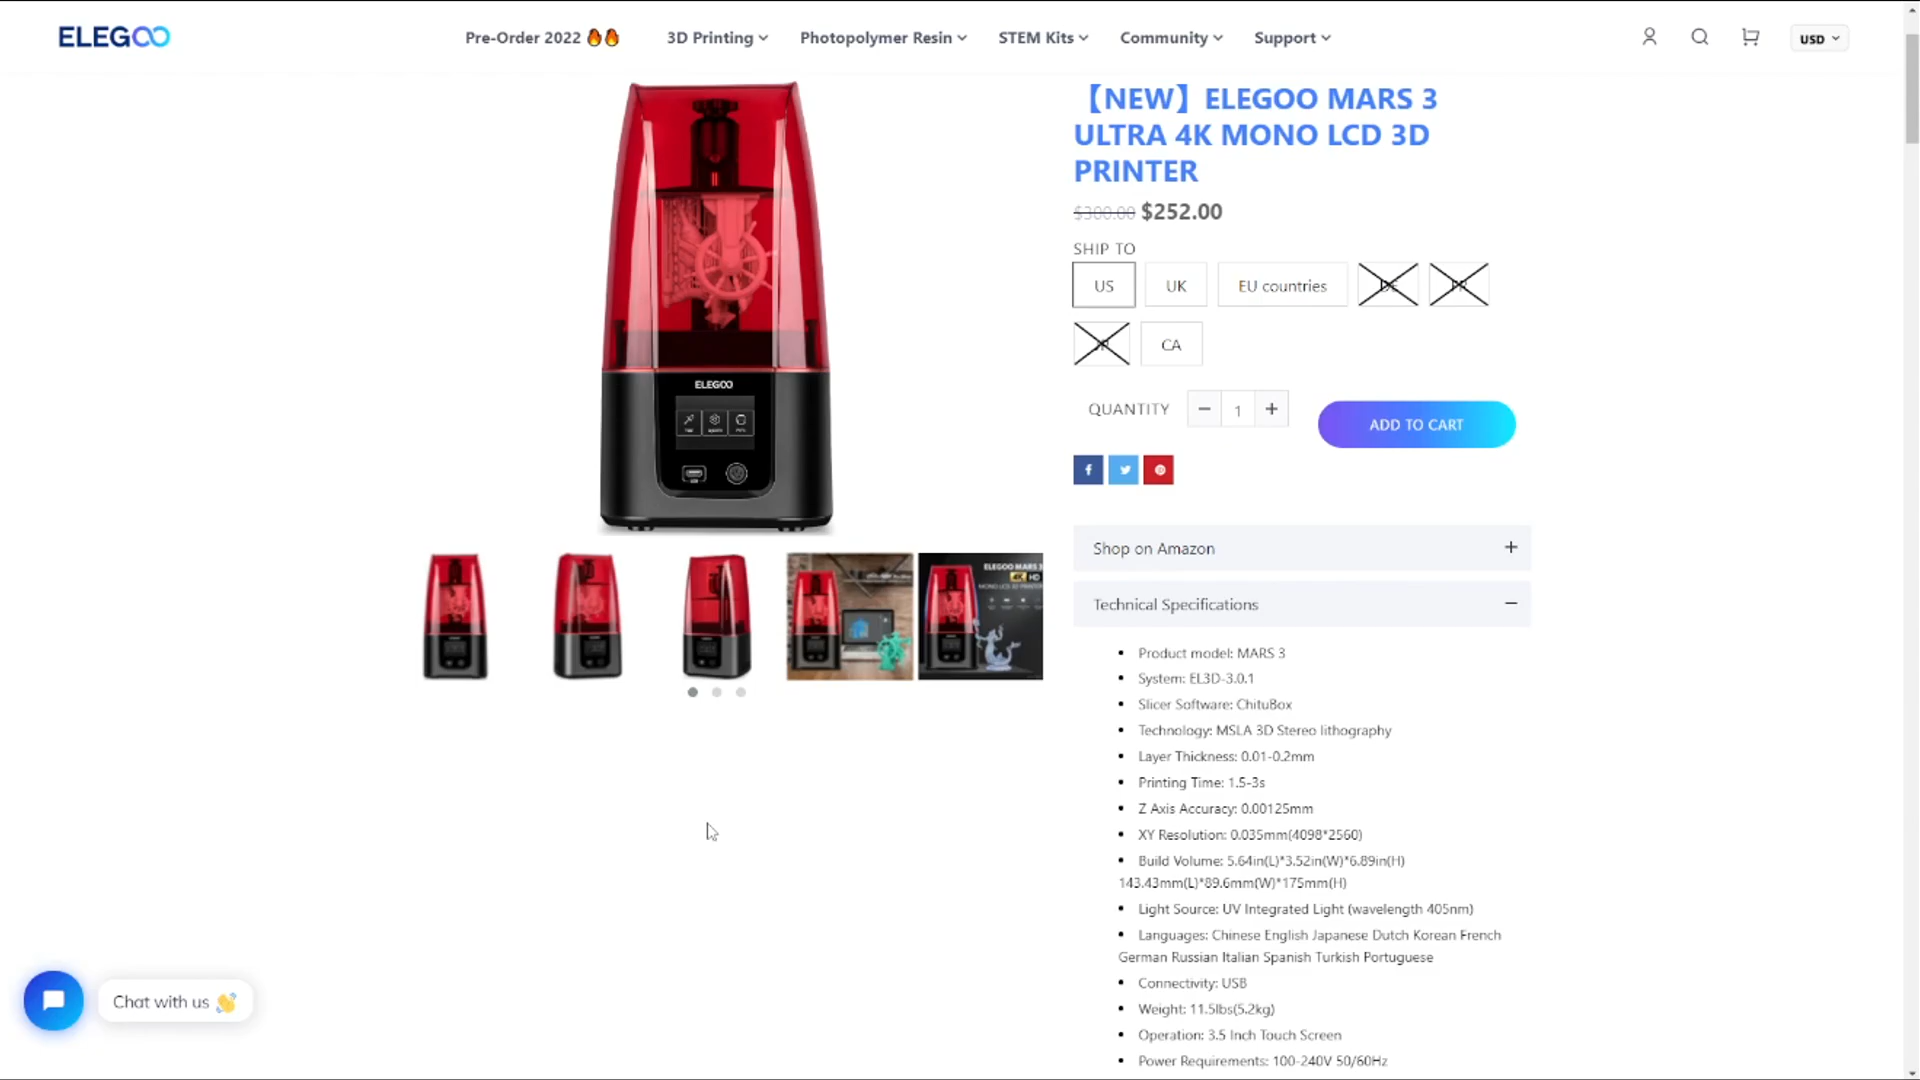 ELEGOO
Pre-Order 2022 🔥🔥
3D Printing
Photopolymer Resin
STEM Kits
Community
Support
USD
【NEW】ELEGOO MARS 3
ULTRA 4K MONO LCD 3D
PRINTER
$300.00 $252.00
SHIP TO
US
UK
EU countries
CA
QUANTITY
1
ADD TO CART
ELEGOO
ELEGOO MARS 3
4K HD
Shop on Amazon
Technical Specifications
• Product model: MARS 3
• System: EL3D-3.0.1
• Slicer Software: ChituBox
• Technology: MSLA 3D Stereo lithography
• Layer Thickness: 0.01-0.2mm
• Printing Time: 1.5-3s
• Z Axis Accuracy: 0.00125mm
• XY Resolution: 0.035mm(4098*2560)
• Build Volume: 5.64in(L)*3.52in(W)*6.89in(H)
143.43mm(L)*89.6mm(W)*175mm(H)
• Light Source: UV Integrated Light (wavelength 405nm)
• Languages: Chinese English Japanese Dutch Korean French
German Russian Italian Spanish Turkish Portuguese
• Connectivity: USB
• Weight: 11.5lbs(5.2kg)
• Operation: 3.5 Inch Touch Screen
• Power Requirements: 100-240V 50/60Hz
Chat with us 👋